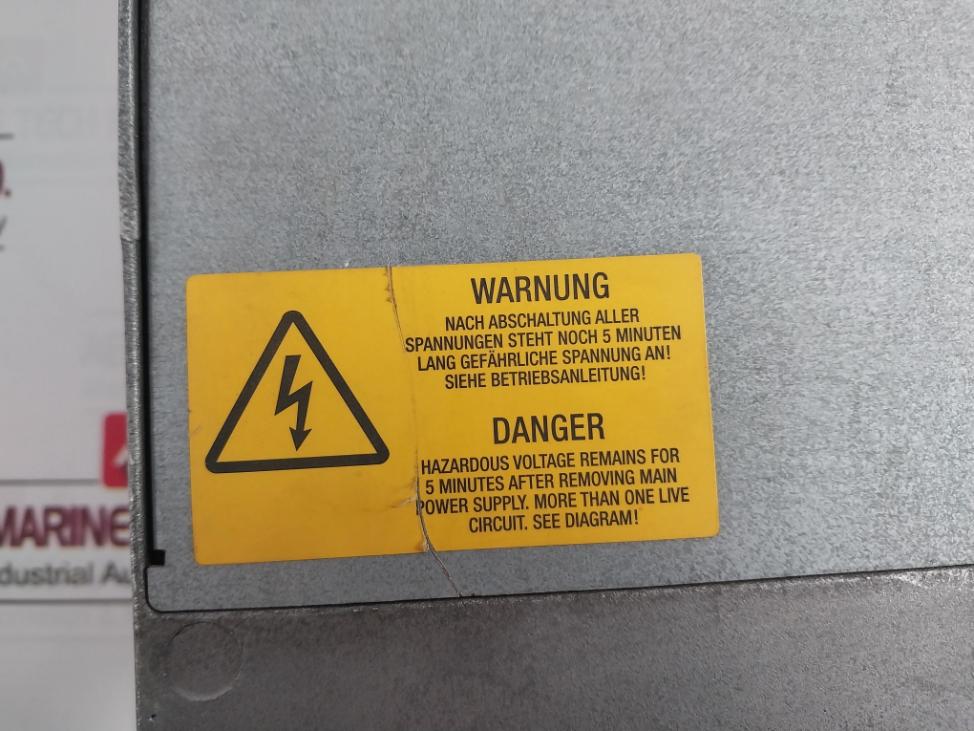 WARNUNG
NACH ABSCHALTUNG ALLER
SPANNUNGEN STEHT NOCH 5 MINUTEN
LANG GEFÄHRLICHE SPANNUNG AN!
SIEHE BETRIEBSANLEITUNG!
DANGER
HAZARDOUS VOLTAGE REMAINS FOR
5 MINUTES AFTER REMOVING MAIN
POWER SUPPLY. MORE THAN ONE LIVE
CIRCUIT. SEE DIAGRAM!
MARINE